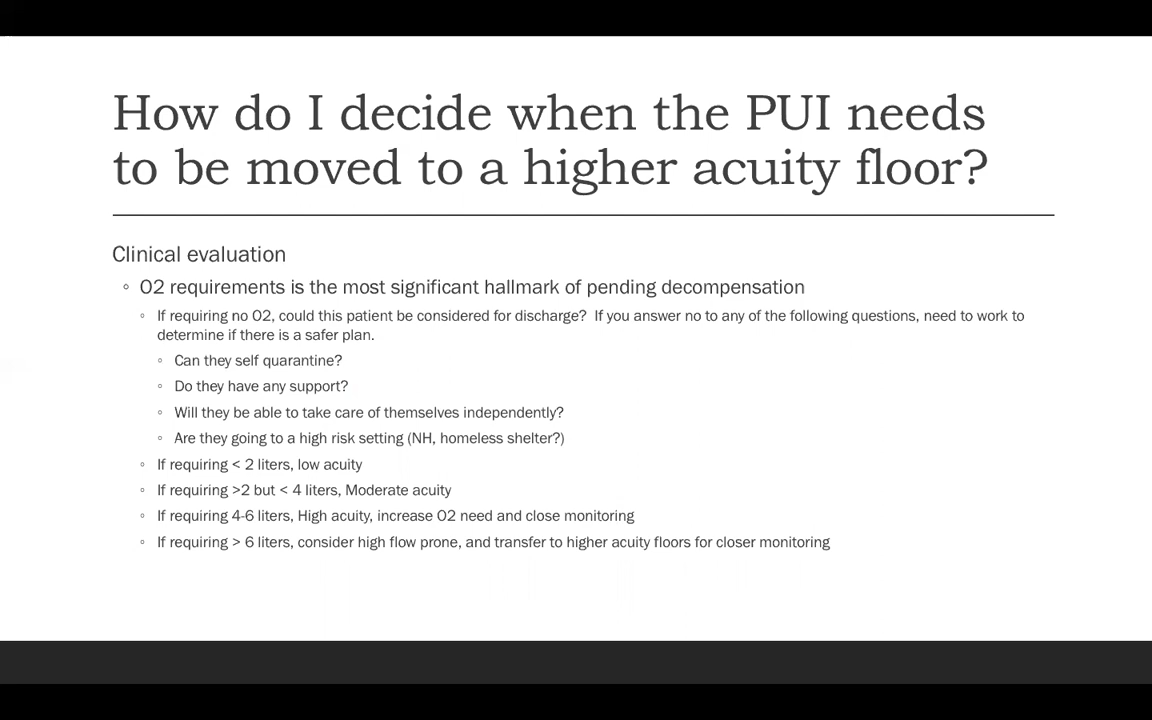 How do I decide when the PUI needs
to be moved to a higher acuity floor?
Clinical evaluation
◦ O2 requirements is the most significant hallmark of pending decompensation
◦ If requiring no O2, could this patient be considered for discharge? If you answer no to any of the following questions, need to work to
determine if there is a safer plan.
◦ Can they self quarantine?
◦ Do they have any support?
◦ Will they be able to take care of themselves independently?
◦ Are they going to a high risk setting (NH, homeless shelter?)
◦ If requiring < 2 liters, low acuity
◦ If requiring >2 but < 4 liters, Moderate acuity
◦ If requiring 4-6 liters, High acuity, increase O2 need and close monitoring
◦ If requiring > 6 liters, consider high flow prone, and transfer to higher acuity floors for closer monitoring